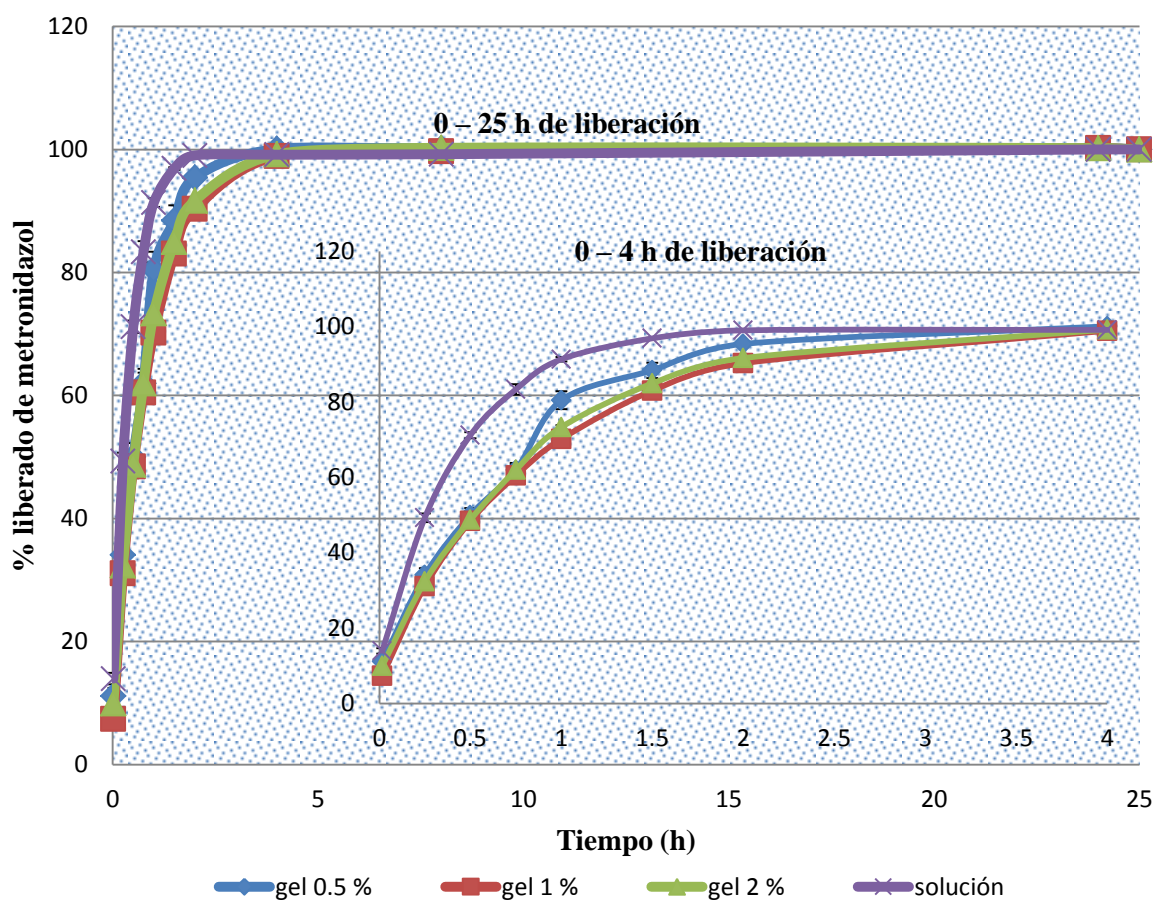 120
0 – 25 h de liberación
100
80
60
40
20
0
% liberado de metronidazol
120
0 – 4 h de liberación
100
80
60
40
20
0
0 0.5 1 1.5 2 2.5 3 3.5 4
0 5 10 15 20 25
Tiempo (h)
gel 0.5 % gel 1 % gel 2 % solución